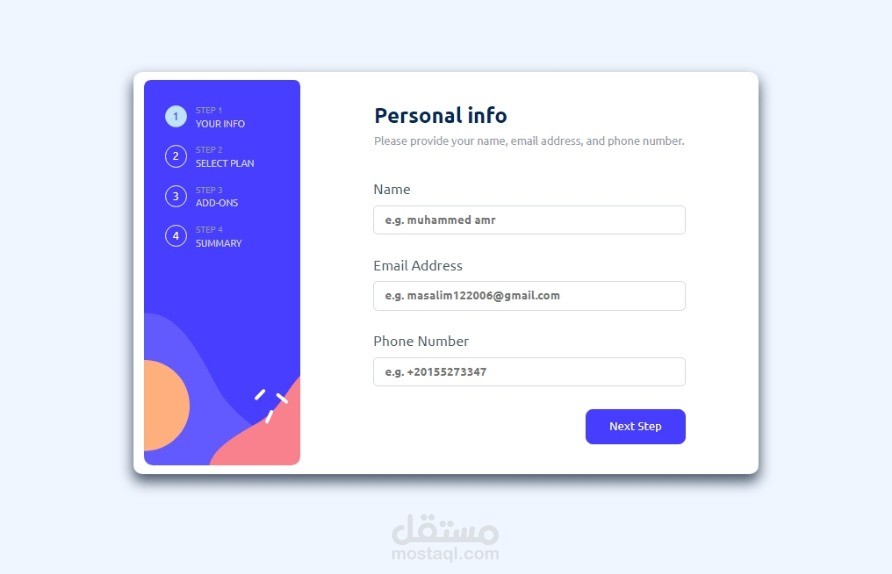 1
STEP 1
YOUR INFO
2
STEP 2
SELECT PLAN
3
STEP 3
ADD-ONS
4
STEP 4
SUMMARY
Personal info
Please provide your name, email address, and phone number.
Name
e.g. muhammed amr
Email Address
e.g. masalim122006@gmail.com
Phone Number
e.g. +20155273347
Next Step
مستقل
mostaql.com